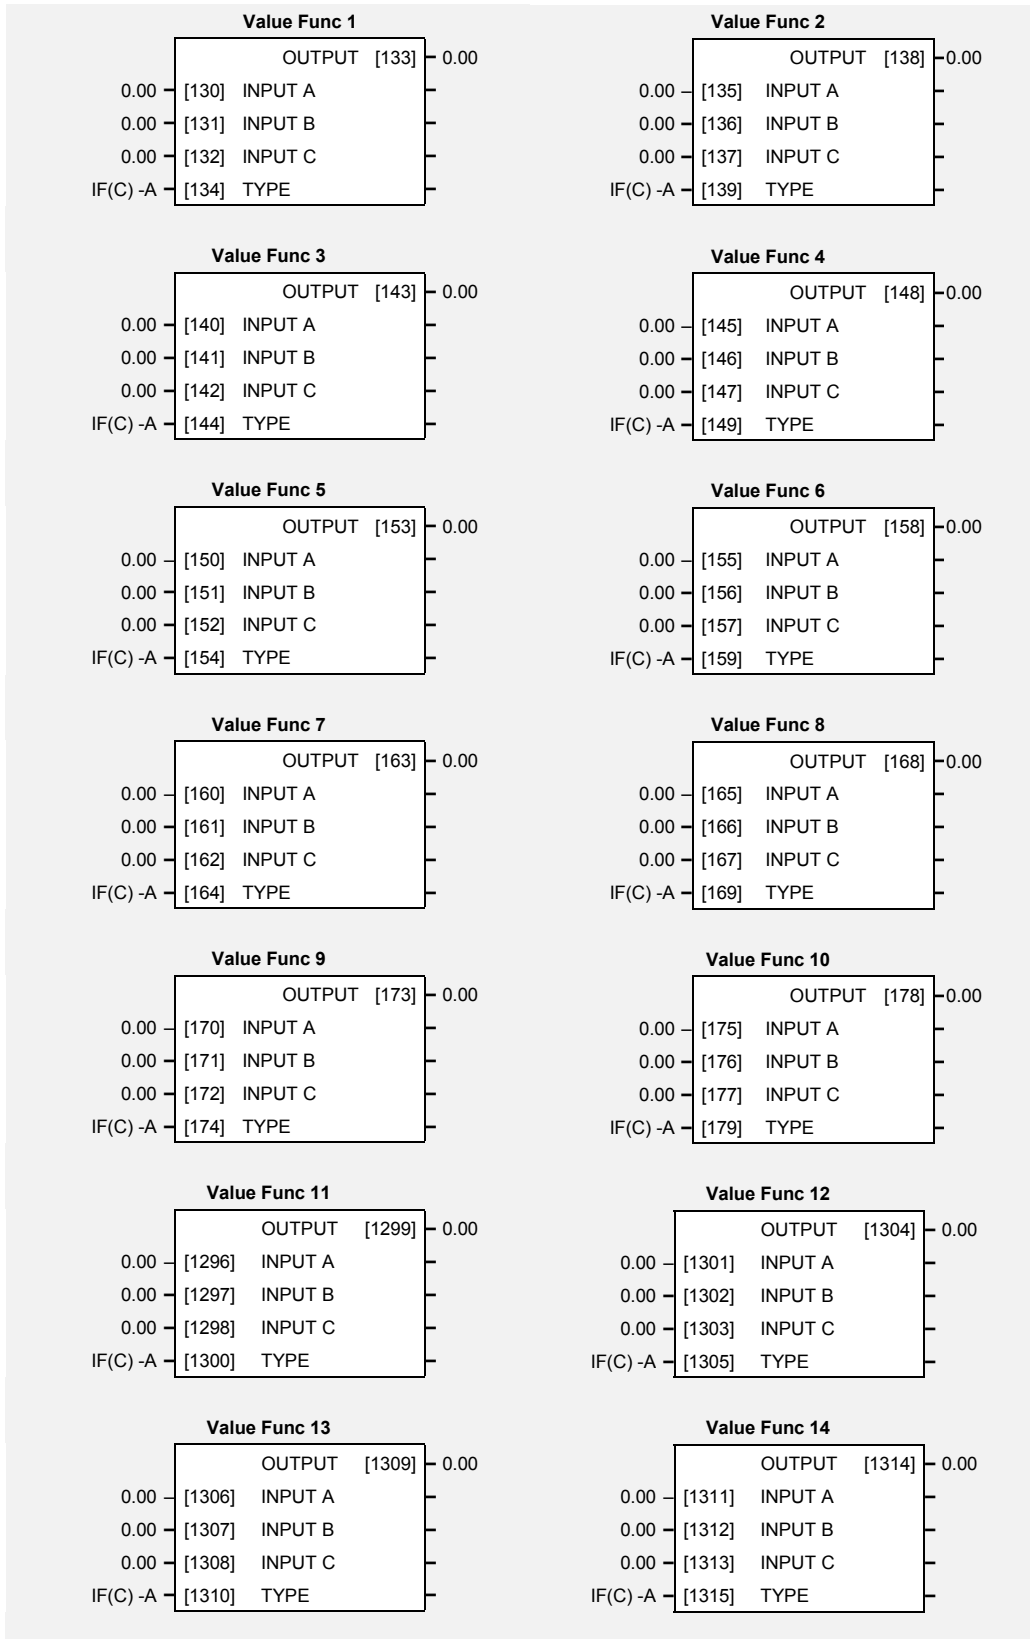 Value Func 1
OUTPUT [133] 0.00
0.00 [130] INPUT A
0.00 [131] INPUT B
0.00 [132] INPUT C
IF(C) -A [134] TYPE
Value Func 2
OUTPUT [138] 0.00
0.00 [135] INPUT A
0.00 [136] INPUT B
0.00 [137] INPUT C
IF(C) -A [139] TYPE
Value Func 3
OUTPUT [143] 0.00
0.00 [140] INPUT A
0.00 [141] INPUT B
0.00 [142] INPUT C
IF(C) -A [144] TYPE
Value Func 4
OUTPUT [148] 0.00
0.00 [145] INPUT A
0.00 [146] INPUT B
0.00 [147] INPUT C
IF(C) -A [149] TYPE
Value Func 5
OUTPUT [153] 0.00
0.00 [150] INPUT A
0.00 [151] INPUT B
0.00 [152] INPUT C
IF(C) -A [154] TYPE
Value Func 6
OUTPUT [158] 0.00
0.00 [155] INPUT A
0.00 [156] INPUT B
0.00 [157] INPUT C
IF(C) -A [159] TYPE
Value Func 7
OUTPUT [163] 0.00
0.00 [160] INPUT A
0.00 [161] INPUT B
0.00 [162] INPUT C
IF(C) -A [164] TYPE
Value Func 8
OUTPUT [168] 0.00
0.00 [165] INPUT A
0.00 [166] INPUT B
0.00 [167] INPUT C
IF(C) -A [169] TYPE
Value Func 9
OUTPUT [173] 0.00
0.00 [170] INPUT A
0.00 [171] INPUT B
0.00 [172] INPUT C
IF(C) -A [174] TYPE
Value Func 10
OUTPUT [178] 0.00
0.00 [175] INPUT A
0.00 [176] INPUT B
0.00 [177] INPUT C
IF(C) -A [179] TYPE
Value Func 11
OUTPUT [1299] 0.00
0.00 [1296] INPUT A
0.00 [1297] INPUT B
0.00 [1298] INPUT C
IF(C) -A [1300] TYPE
Value Func 12
OUTPUT [1304] 0.00
0.00 [1301] INPUT A
0.00 [1302] INPUT B
0.00 [1303] INPUT C
IF(C) -A [1305] TYPE
Value Func 13
OUTPUT [1309] 0.00
0.00 [1306] INPUT A
0.00 [1307] INPUT B
0.00 [1308] INPUT C
IF(C) -A [1310] TYPE
Value Func 14
OUTPUT [1314] 0.00
0.00 [1311] INPUT A
0.00 [1312] INPUT B
0.00 [1313] INPUT C
IF(C) -A [1315] TYPE